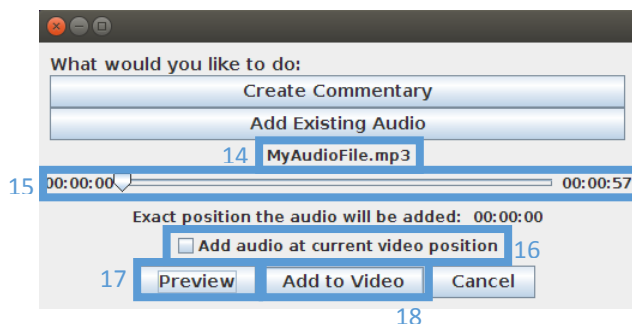 What would you like to do:
Create Commentary
Add Existing Audio
14 MyAudioFile.mp3
15 00:00:00 00:00:57
Exact position the audio will be added: 00:00:00
Add audio at current video position 16
17 Preview Add to Video Cancel
18